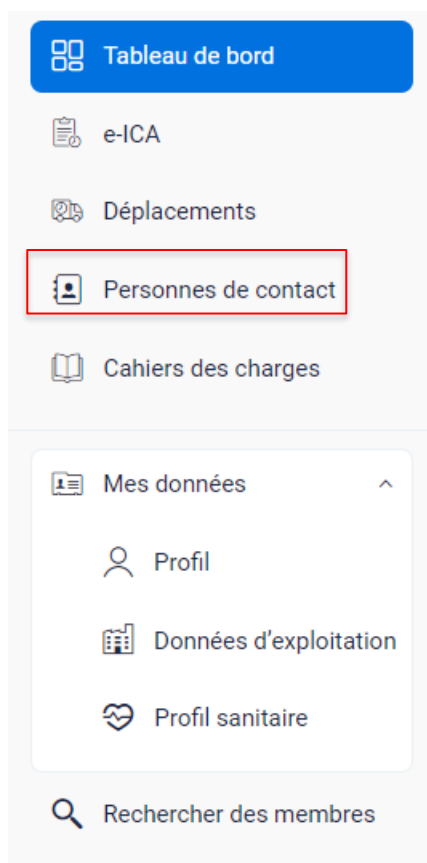 Tableau de bord
e-ICA
Déplacements
Personnes de contact
Cahiers des charges
Mes données
Profil
Données d'exploitation
Profil sanitaire
Rechercher des membres